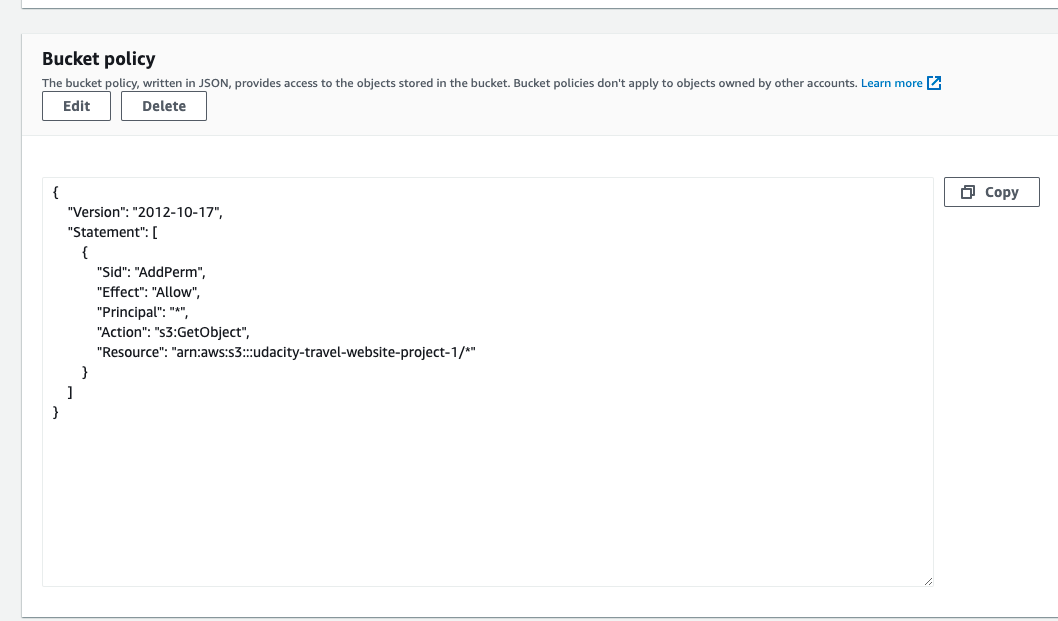 Bucket policy
The bucket policy, written in JSON, provides access to the objects stored in the bucket. Bucket policies don't apply to objects owned by other accounts. Learn more
Edit Delete
{
"Version": "2012-10-17",
"Statement": [
{
"Sid": "AddPerm",
"Effect": "Allow",
"Principal": "*",
"Action": "s3:GetObject",
"Resource": "arn:aws:s3:::udacity-travel-website-project-1/*"
}
]
}
Copy